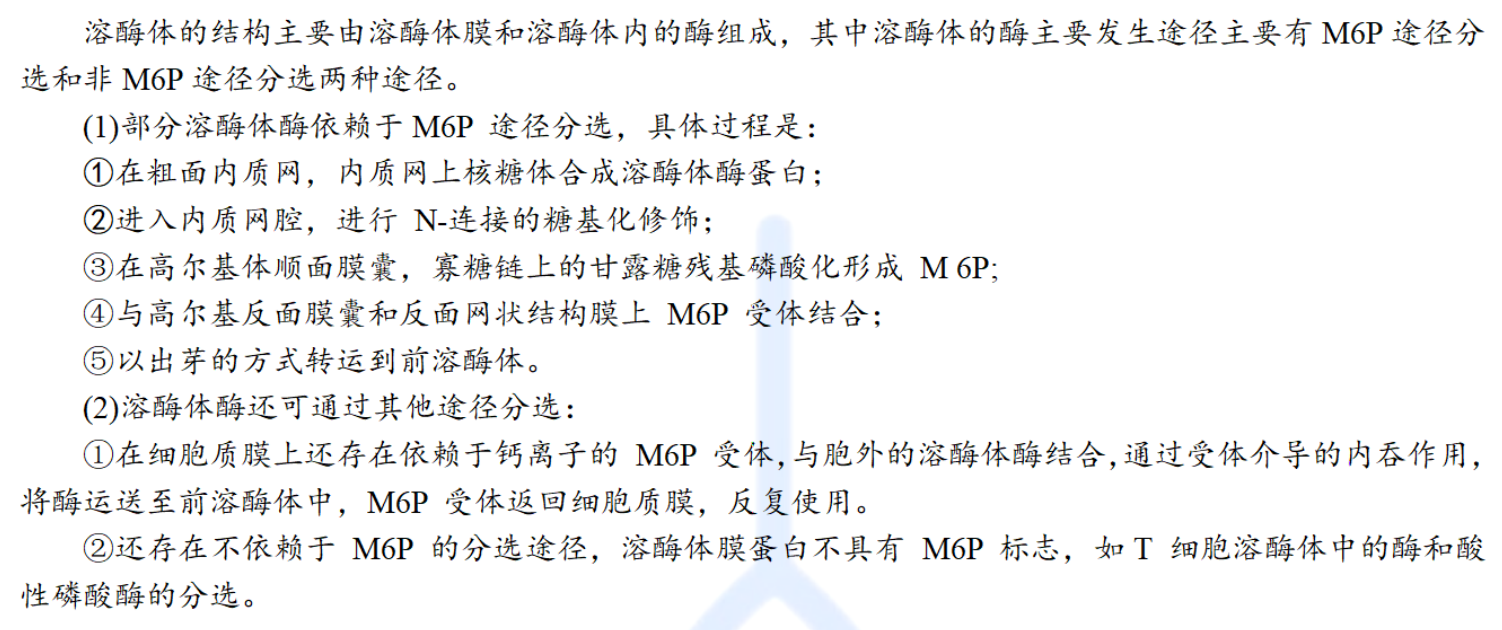 溶酶体的结构主要由溶酶体膜和溶酶体内的酶组成，其中溶酶体的酶主要发生途径主要有 M6P 途径分
选和非 M6P 途径分选两种途径。
(1)部分溶酶体酶依赖于 M6P 途径分选，具体过程是：
①在粗面内质网，内质网上核糖体合成溶酶体酶蛋白；
②进入内质网腔，进行 N-连接的糖基化修饰；
③在高尔基体顺面膜囊，寡糖链上的甘露糖残基磷酸化形成 M 6P;
④与高尔基反面膜囊和反面网状结构膜上 M6P 受体结合；
⑤以出芽的方式转运到前溶酶体。
(2)溶酶体酶还可通过其他途径分选：
①在细胞质膜上还存在依赖于钙离子的 M6P 受体,与胞外的溶酶体酶结合,通过受体介导的内吞作用，
将酶运送至前溶酶体中，M6P 受体返回细胞质膜，反复使用。
②还存在不依赖于 M6P 的分选途径，溶酶体膜蛋白不具有 M6P 标志，如 T 细胞溶酶体中的酶和酸
性磷酸酶的分选。